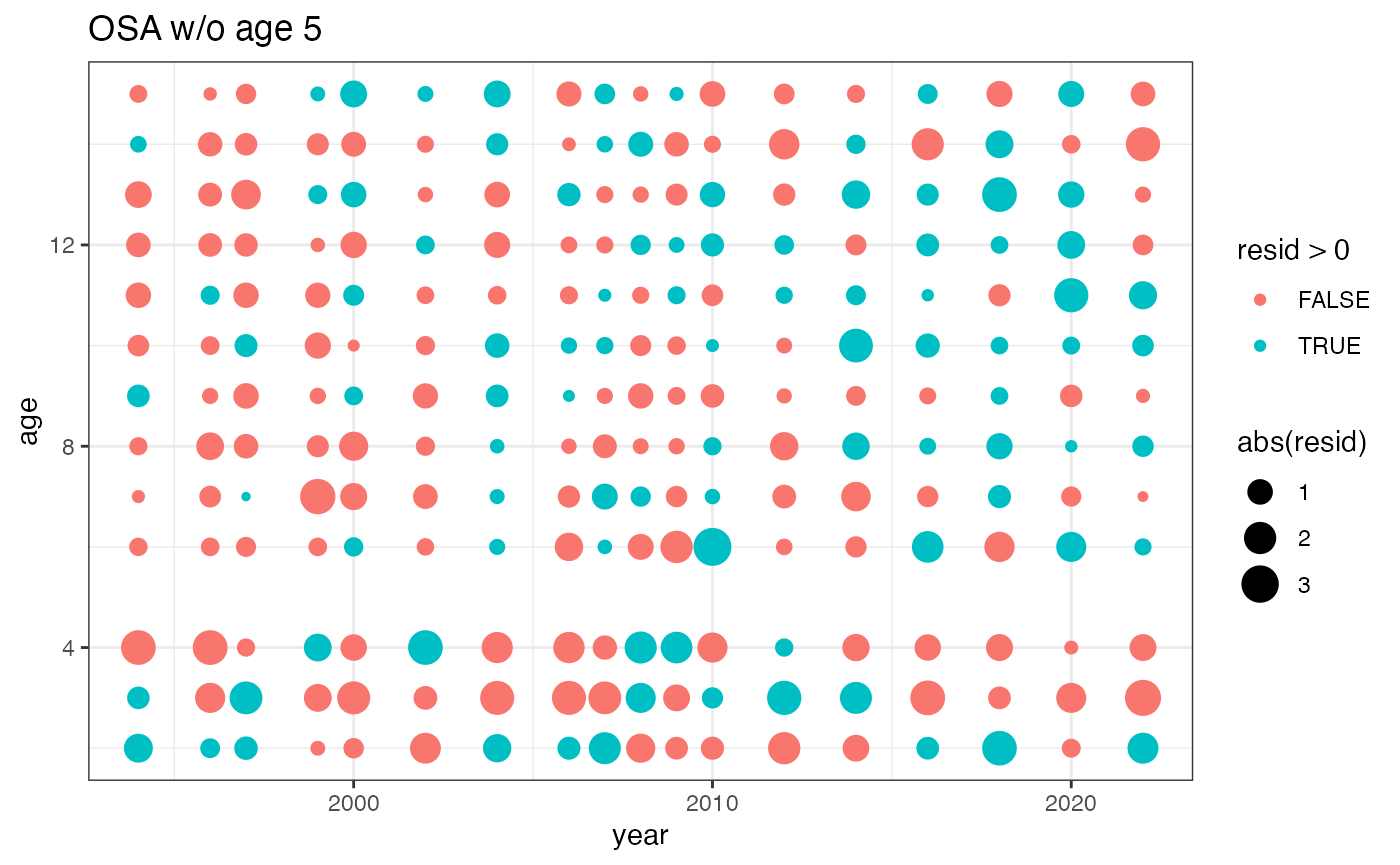 OSA w/o age 5
age
12
8
4
2000
2010
2020
year
resid > 0
FALSE
TRUE
abs(resid)
1
2
3